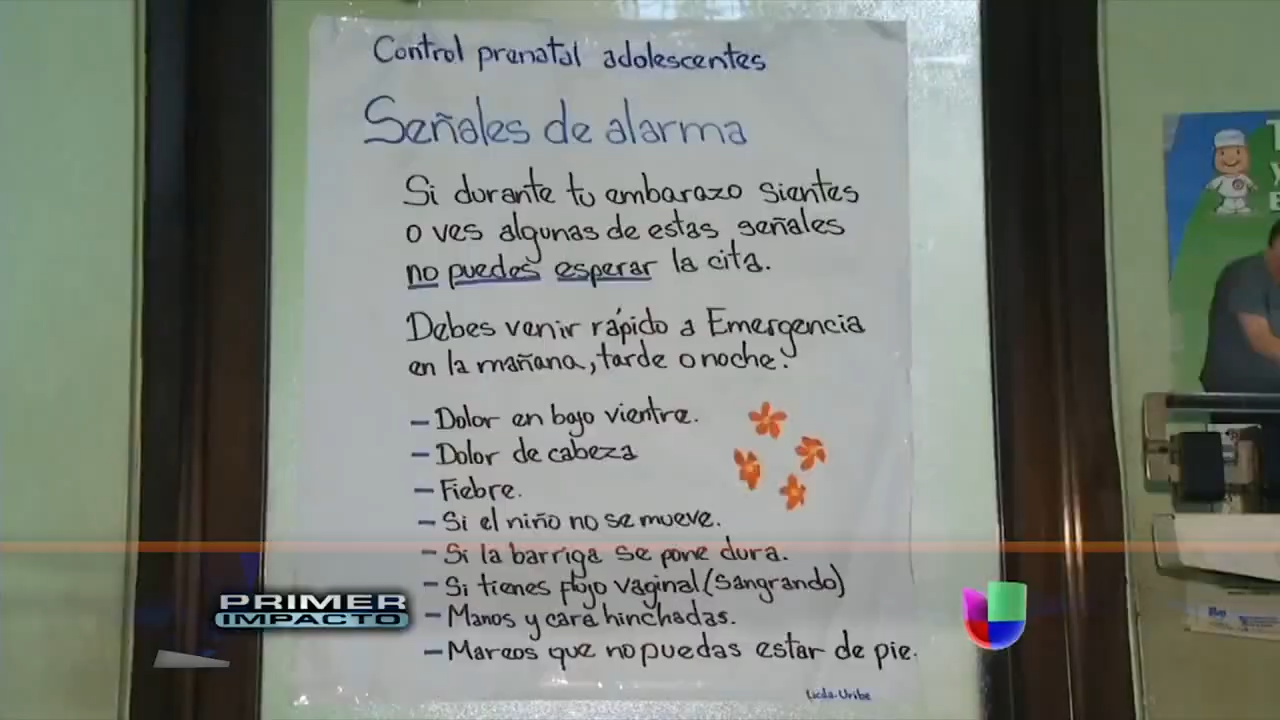 Control prenatal adolescentes
Señales de alarma
Si durante tu embarazo sientes
o ves algunas de estas señales
no puedes esperar la cita.
Debes venir rápido a Emergencia
en la mañana, tarde o noche.
- Dolor en bajo vientre.
- Dolor de cabeza
- Fiebre.
- Si el niño no se mueve.
- Si la barriga se pone dura.
- Si tienes flujo vaginal (sangrando)
- Manos y cara hinchadas.
- Mareos que no puedas estar de pie.
Licda. Uribe
PRIMER
IMPACTO